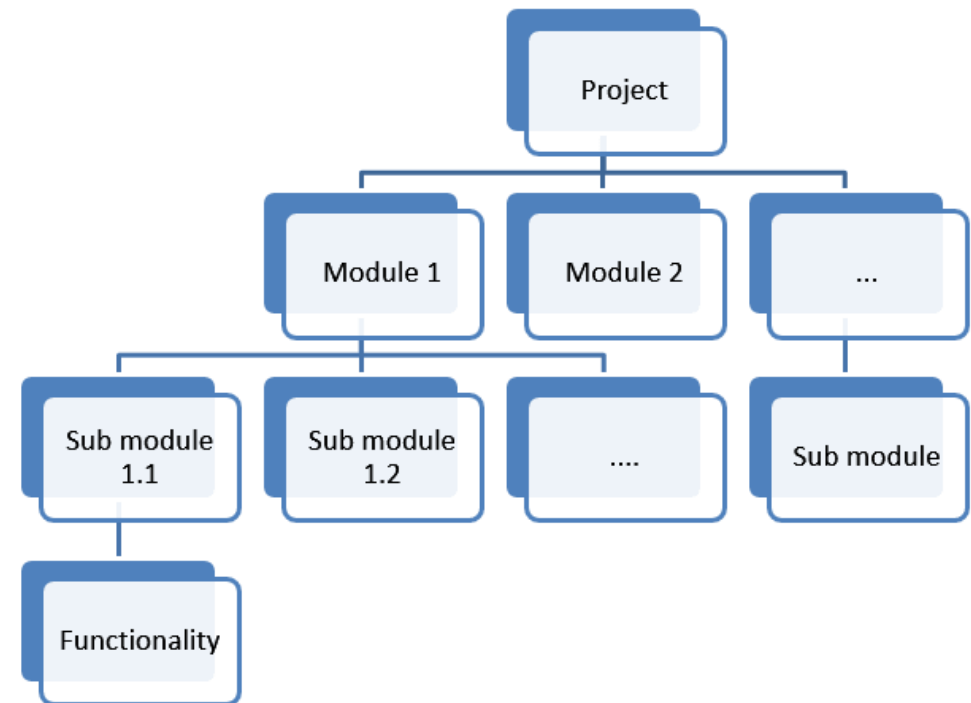 Project
Module 1
Module 2
...
Sub module
1.1
Sub module
1.2
....
Sub module
Functionality